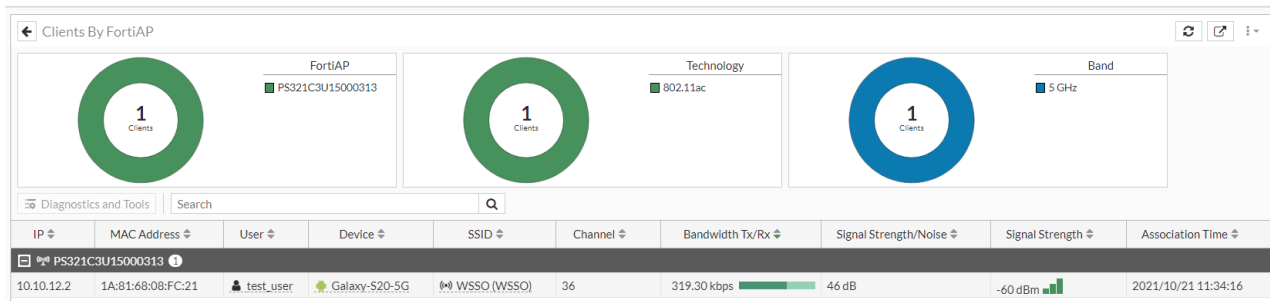 Clients By FortiAP
FortiAP
PS321C3U15000313
1
Clients
Technology
802.11ac
1
Clients
Band
5 GHz
1
Clients
Diagnostics and Tools Search
IP MAC Address User Device SSID Channel Bandwidth Tx/Rx Signal Strength/Noise Signal Strength Association Time
PS321C3U15000313 1
10.10.12.2 1A:81:68:08:FC:21 test_user Galaxy-S20-5G WSSO (WSSO) 36 319.30 kbps 46 dB -60 dBm 2021/10/21 11:34:16